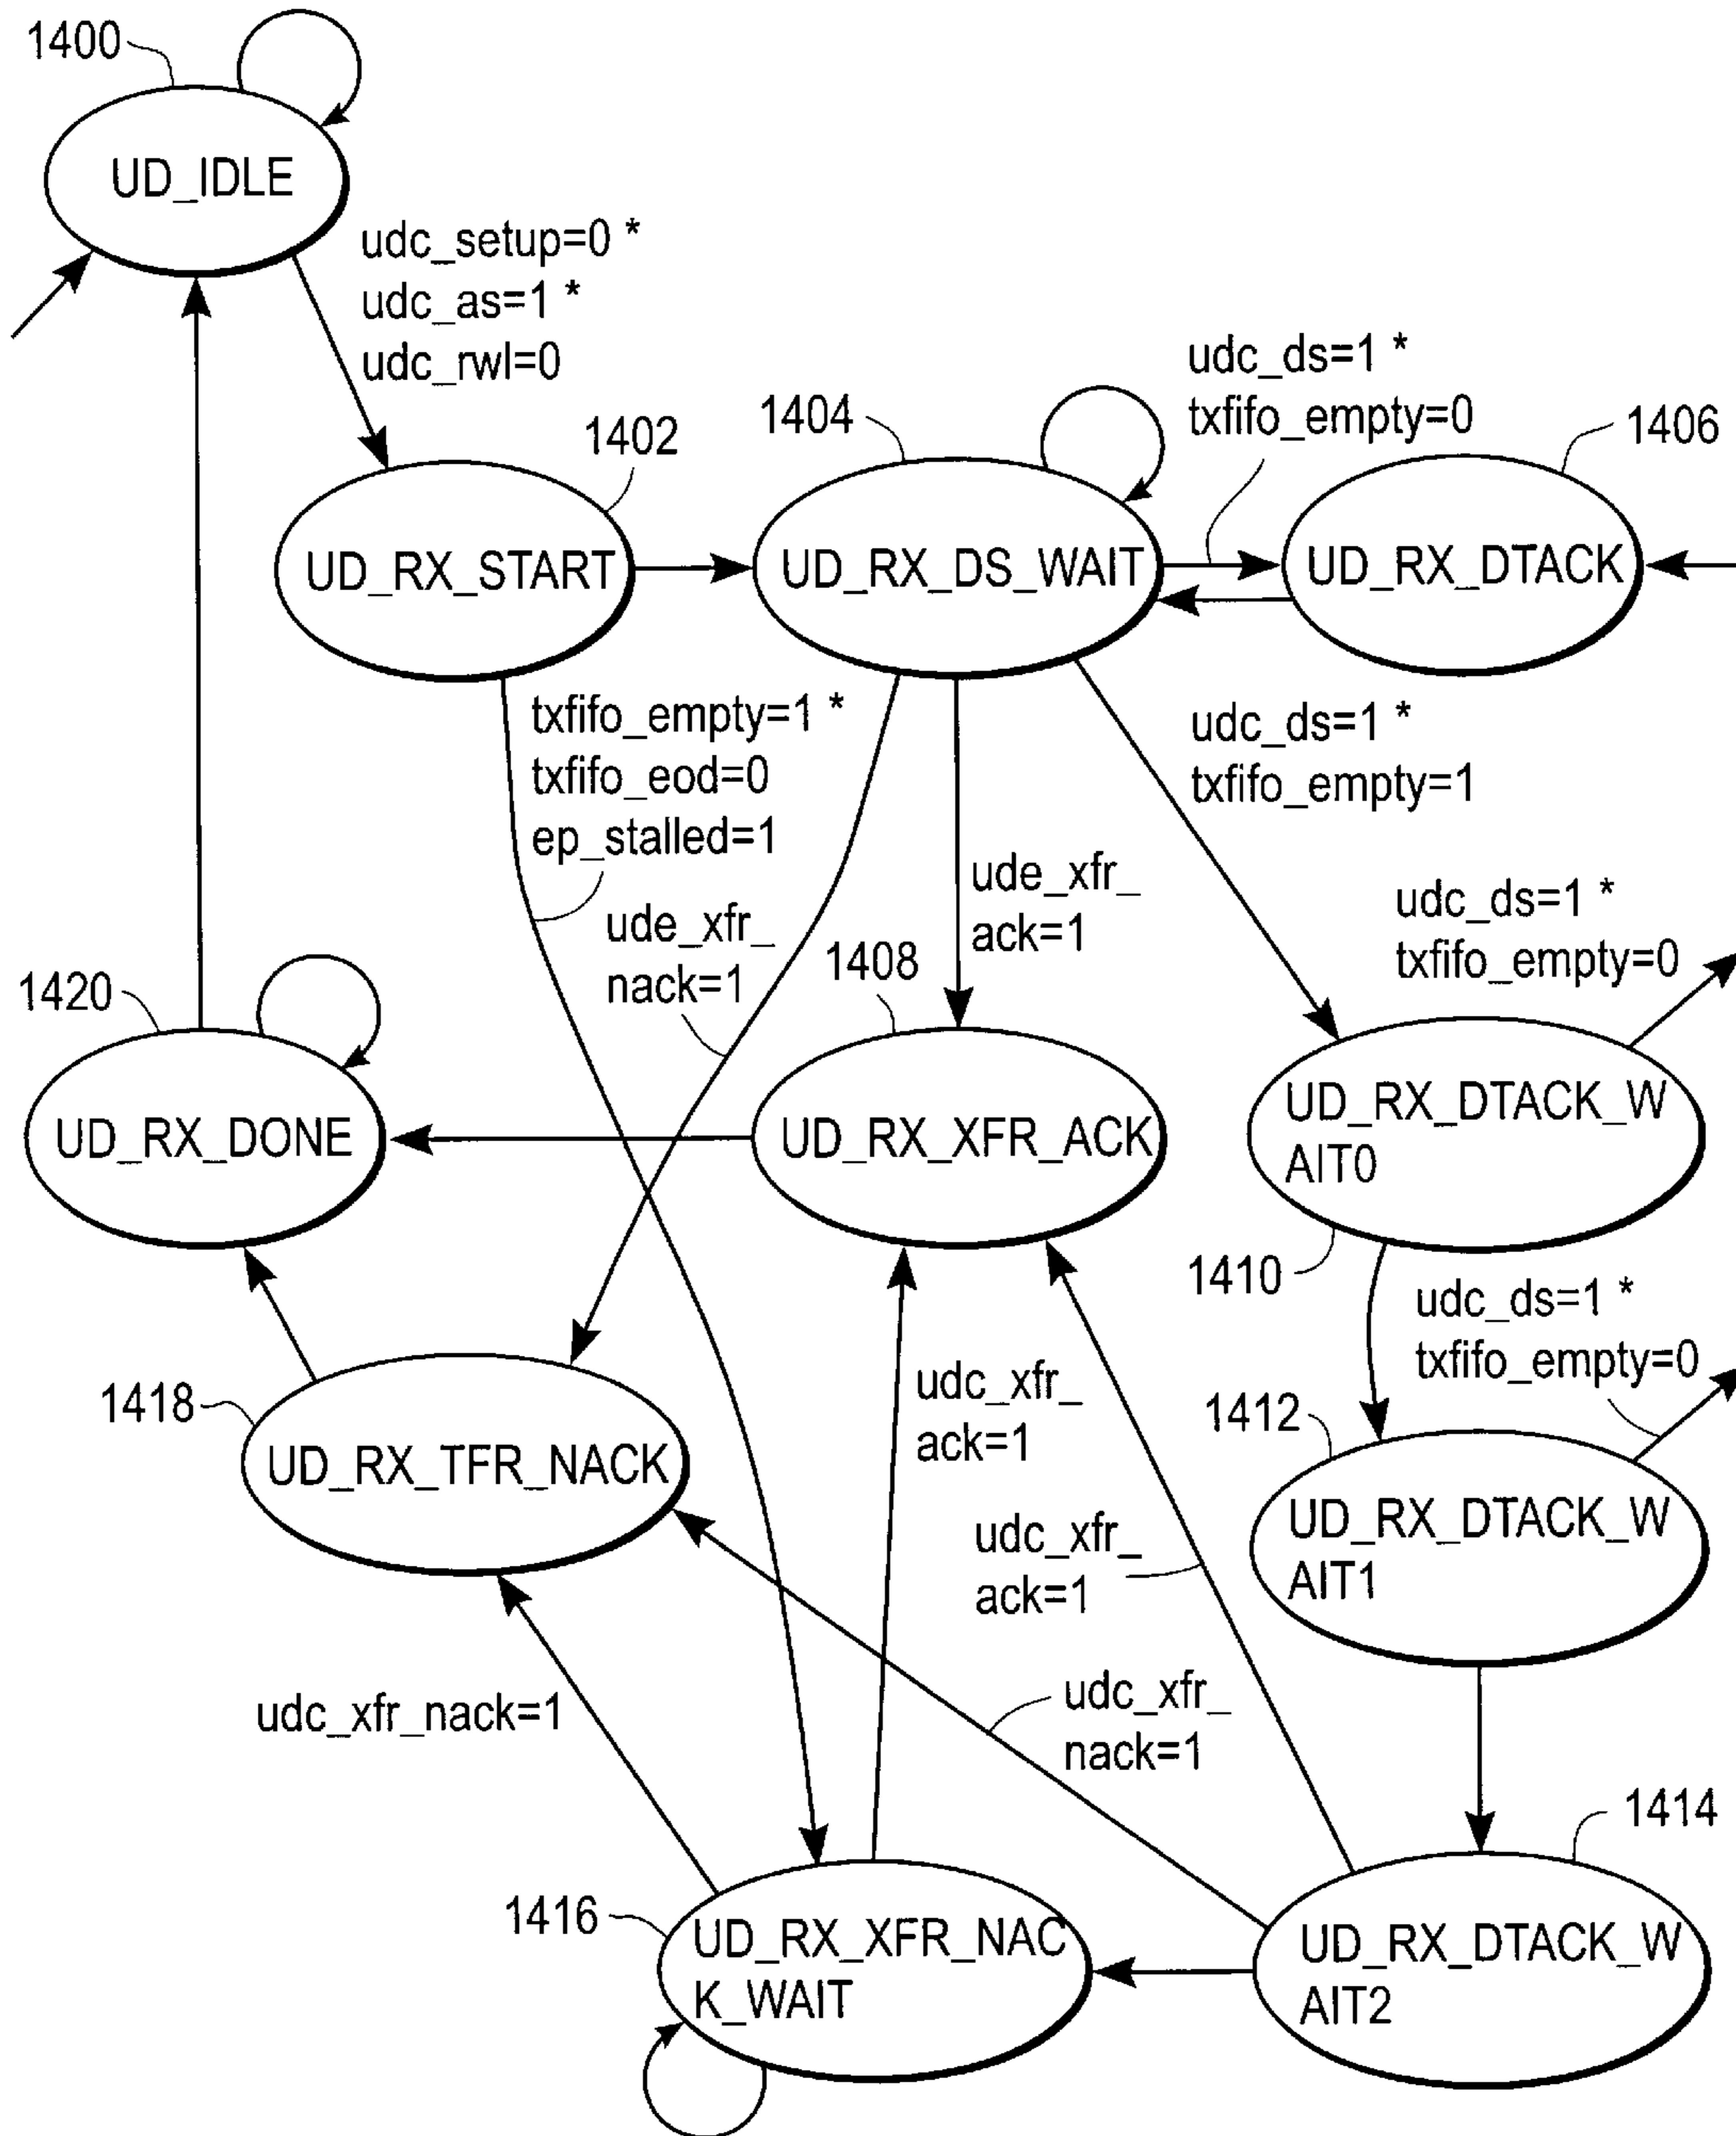 1400
UD_IDLE
udc_setup=0 *
udc_as=1 *
udc_rwl=0
1402
UD_RX_START
1404
UD_RX_DS_WAIT
udc_ds=1 *
txfifo_empty=0
1406
UD_RX_DTACK
txfifo_empty=1 *
txfifo_eod=0
ep_stalled=1
ude_xfr_
nack=1
ude_xfr_
ack=1
udc_ds=1 *
txfifo_empty=1
udc_ds=1 *
txfifo_empty=0
1420
UD_RX_DONE
1408
UD_RX_XFR_ACK
UD_RX_DTACK_W
AIT0
1410
udc_ds=1 *
txfifo_empty=0
1418
UD_RX_TFR_NACK
udc_xfr_
ack=1
1412
UD_RX_DTACK_W
AIT1
udc_xfr_
ack=1
udc_xfr_nack=1
udc_xfr_
nack=1
1414
1416
UD_RX_XFR_NAC
K_WAIT
UD_RX_DTACK_W
AIT2